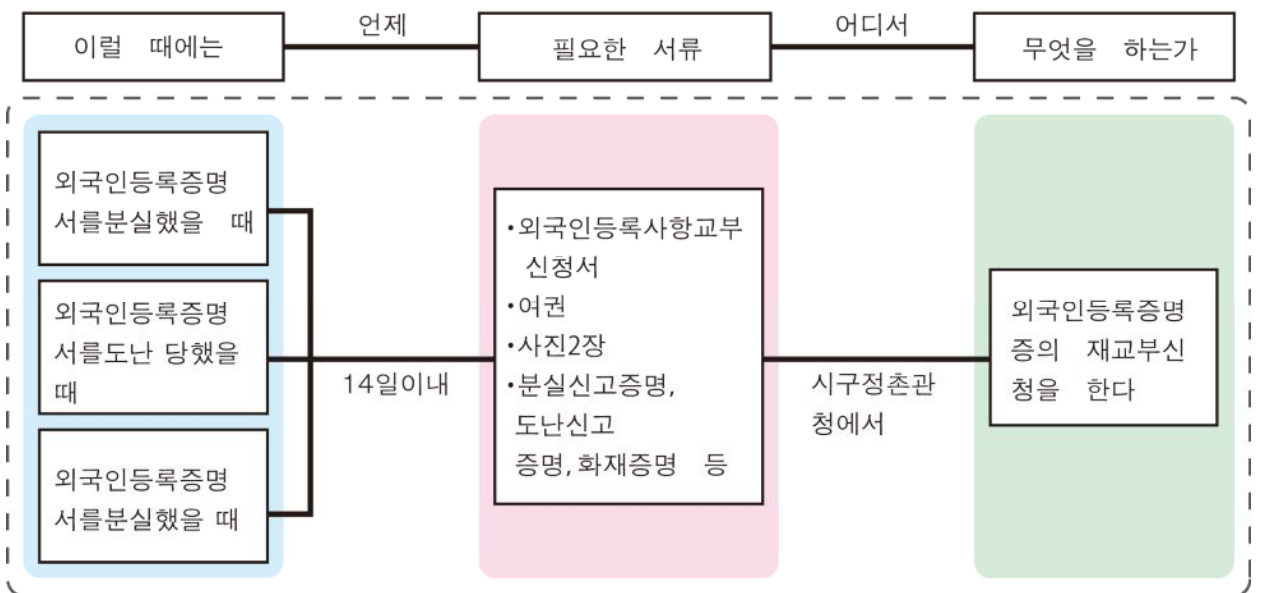 이럴 때에는
언제
필요한 서류
어디서
무엇을 하는가
외국인등록증명
서를분실했을 때
외국인등록증명
서를도난 당했을
때
외국인등록증명
서를분실했을 때
14일이내
•외국인등록사항교부
신청서
•여권
•사진2장
•분실신고증명,
도난신고
증명, 화재증명 등
시구정촌관
청에서
외국인등록증명
증의 재교부신
청을 한다